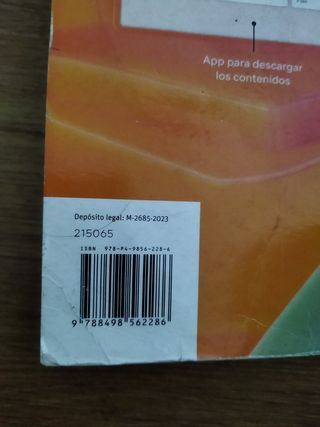 App para descargar
los contenidos
Depósito legal: M-2685-2023
215065
ISBN 978-84-9856-228-6
9 788498 562286